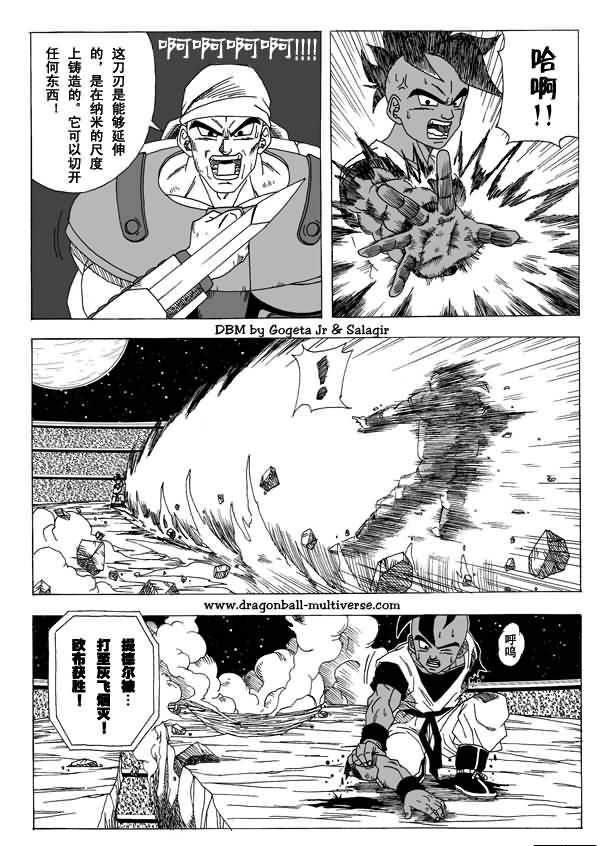 哈啊!!
啊啊啊啊!!!!
这刀刃是能够延伸
的，是在纳米的尺度
上铸造的。它可以切开
任何东西！
DBM by Gogeta Jr & Salagir
!
www.dragonball-multiverse.com
呼呜
提德尔被…
打至灰飞烟灭！
欧布获胜！